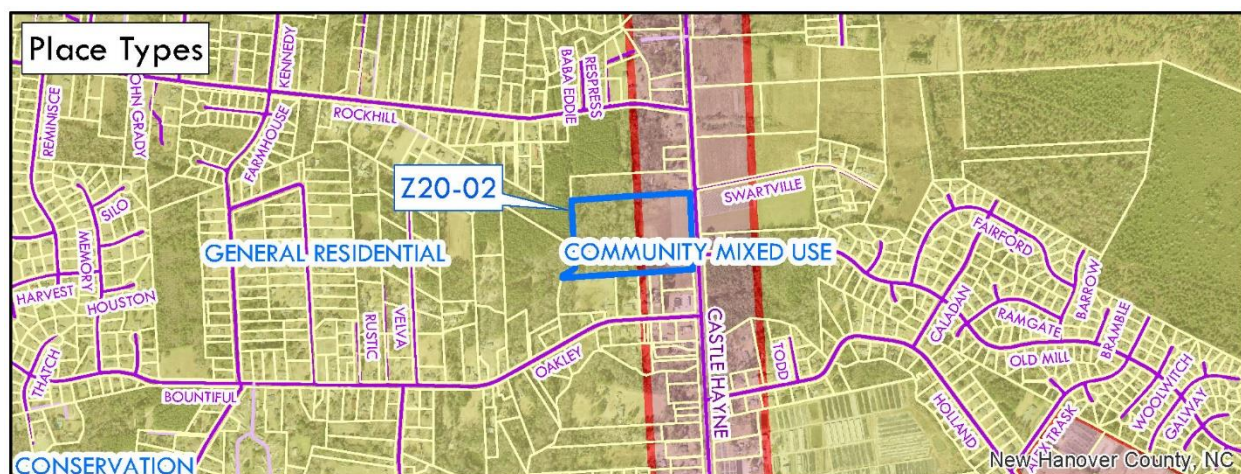 Place Types
REMINISCE
JOHN GRADY
FARMHOUSE
KENNEDY
ROCKHILL
BABA EDDIE
RESPRESS
Z20-02
SWARTVILLE
SILO
MEMORY
GENERAL RESIDENTIAL
COMMUNITY MIXED USE
FAIRFORD
HARVEST
HOUSTON
BARROW
CALADAN
RAMGATE
BRAMBLE
RUSTIC
VELVA
CASTLE HAYNE
OLD MILL
THATCH
OAKLEY
TODD
WOOLWITCH
GALWAY
BOUNTIFUL
HOLLAND
TRASK
CONSERVATION
New Hanover County, NC